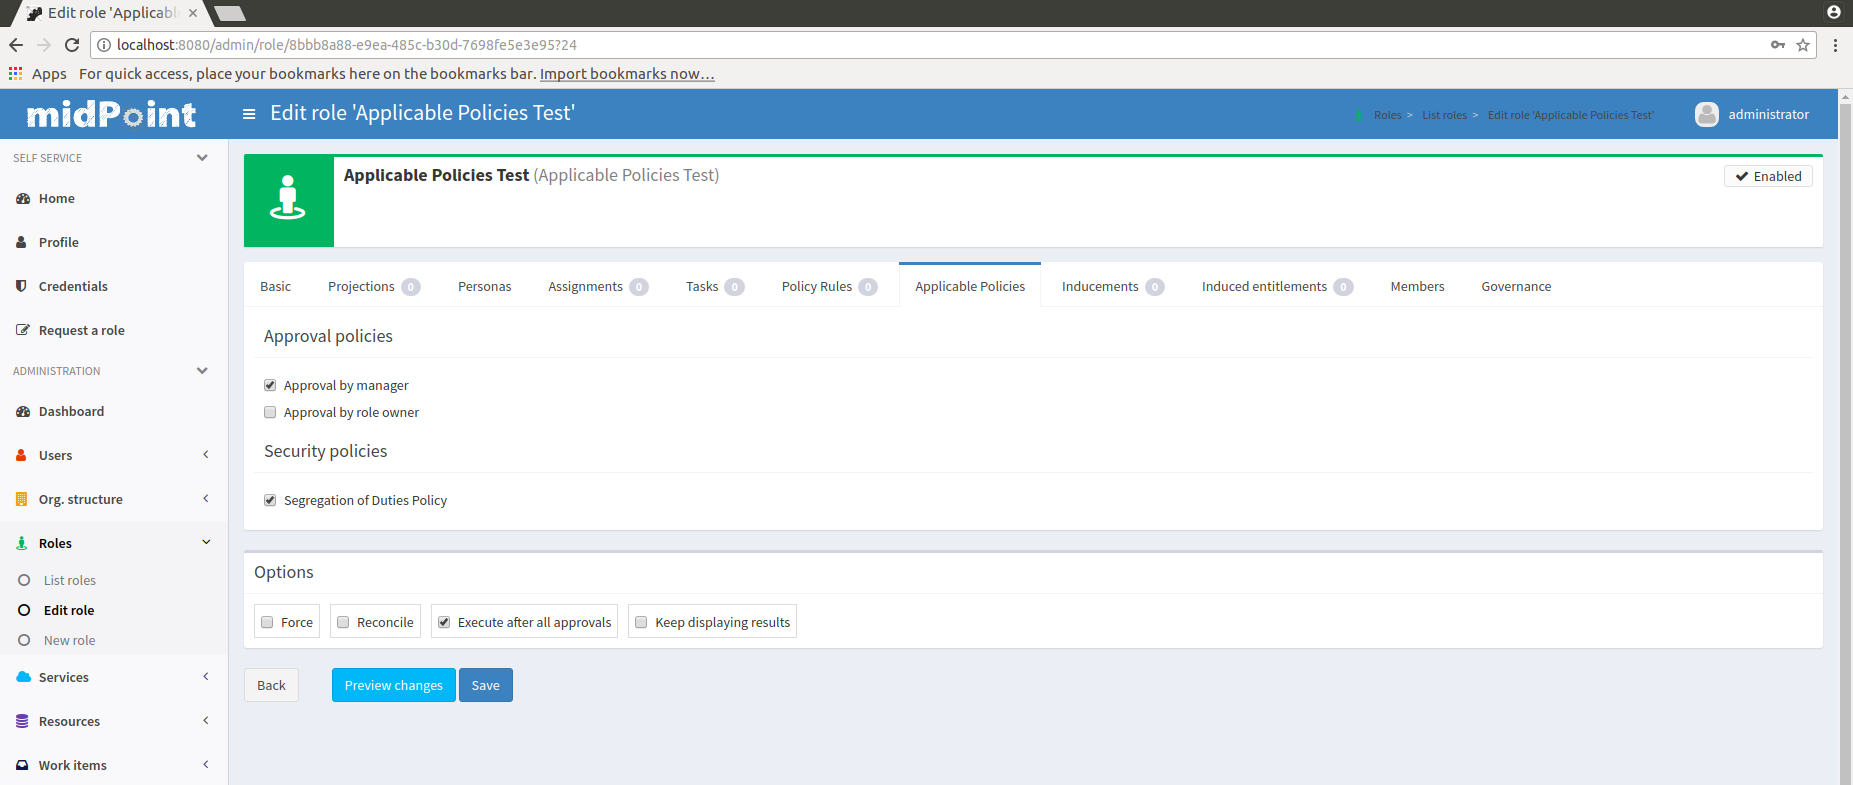 Edit role 'Applicabl
localhost:8080/admin/role/8bbb8a88-e9ea-485c-b30d-7698fe5e3e95?24
Apps For quick access, place your bookmarks here on the bookmarks bar. Import bookmarks now...
midPoint
Edit role 'Applicable Policies Test'
Roles > List roles > Edit role 'Applicable Policies Test'
administrator
SELF SERVICE
Home
Profile
Credentials
Request a role
ADMINISTRATION
Dashboard
Users
Org. structure
Roles
List roles
Edit role
New role
Services
Resources
Work items
Applicable Policies Test (Applicable Policies Test)
Enabled
Basic Projections 0 Personas Assignments 0 Tasks 0 Policy Rules 0 Applicable Policies Inducements 0 Induced entitlements 0 Members Governance
Approval policies
Approval by manager
Approval by role owner
Security policies
Segregation of Duties Policy
Options
Force Reconcile Execute after all approvals Keep displaying results
Back Preview changes Save